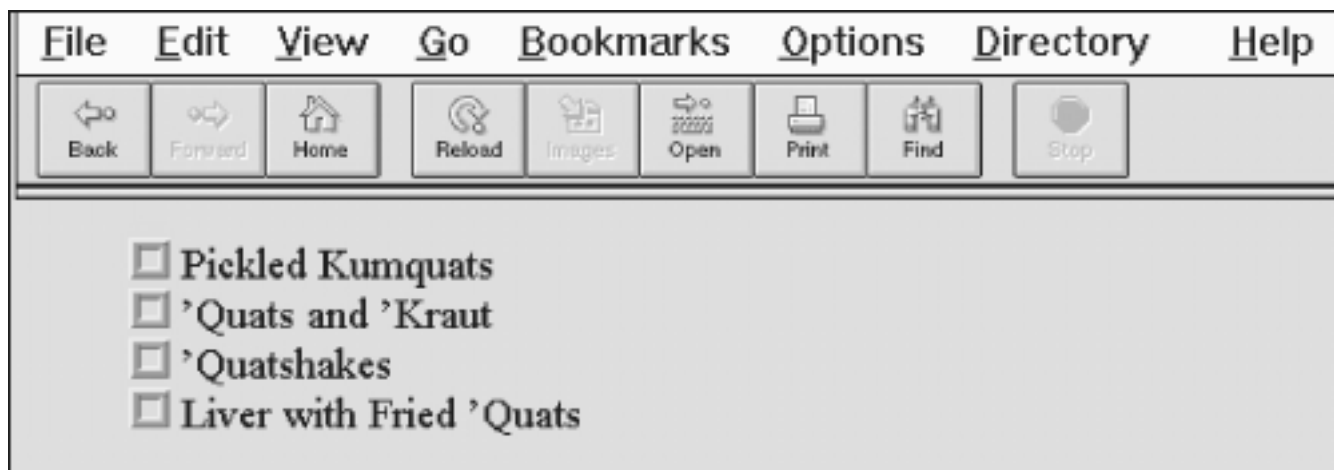 File Edit View Go Bookmarks Options Directory Help
Back Forward Home Reload Images Open Print Find Stop
Pickled Kumquats
’Quats and ’Kraut
’Quatshakes
Liver with Fried ’Quats